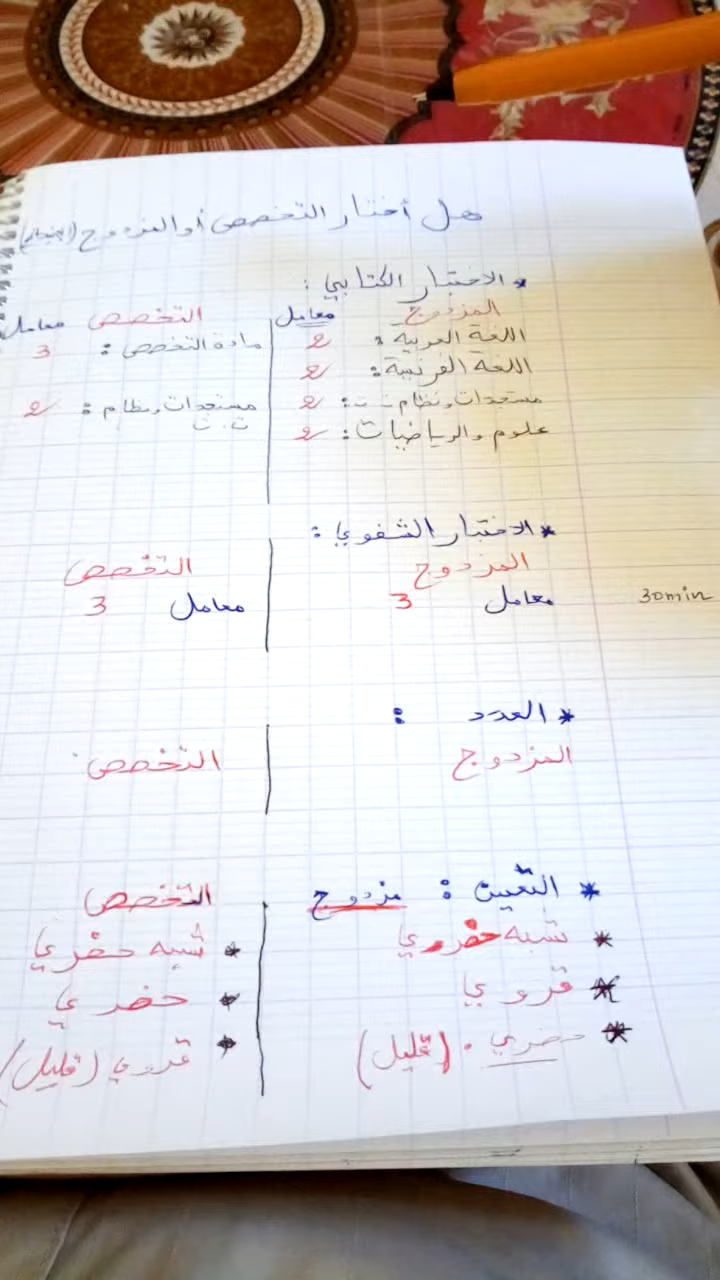 هل أختار التخصص أو المزدوج
* الاختبار الكتابي :
المزدوج معامل التخصص معامل
اللغة العربية : 2 مادة التخصص : 3
اللغة الفرنسية : 2
مستجدات ونظام ت.ت : 2 مستجدات ونظام ت.ت : 2
علوم والرياضيات : 2
* الاختبار الشفوي :
المزدوج التخصص
30min معامل 3 معامل 3
* العدد :
المزدوج التخصص
* التعيين : مزدوج التخصص
* شبه حضري * شبه حضري
* قروي * حضري
* حضري . (قليل) * قروي (قليل)